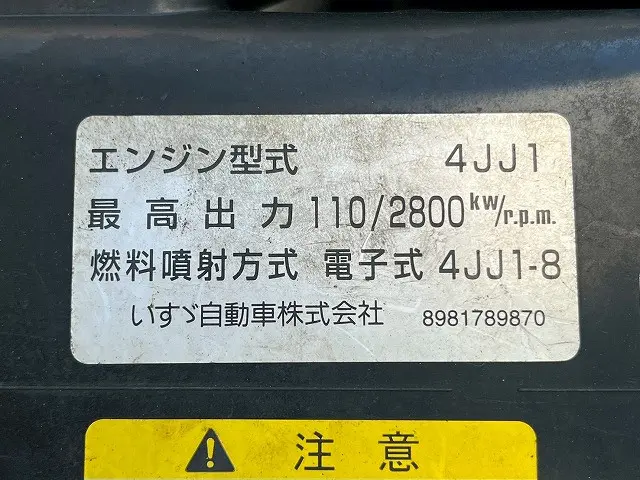 エンジン型式 4JJ1
最高出力 110/2800kW/r.p.m.
燃料噴射方式 電子式 4JJ1-8
いすゞ自動車株式会社 8981789870
注意